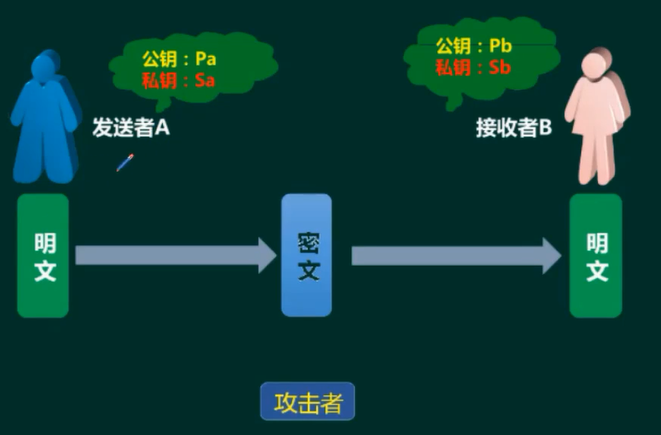 公钥：Pa
私钥：Sa
公钥：Pb
私钥：Sb
发送者A
接收者B
明文
密文
明文
攻击者